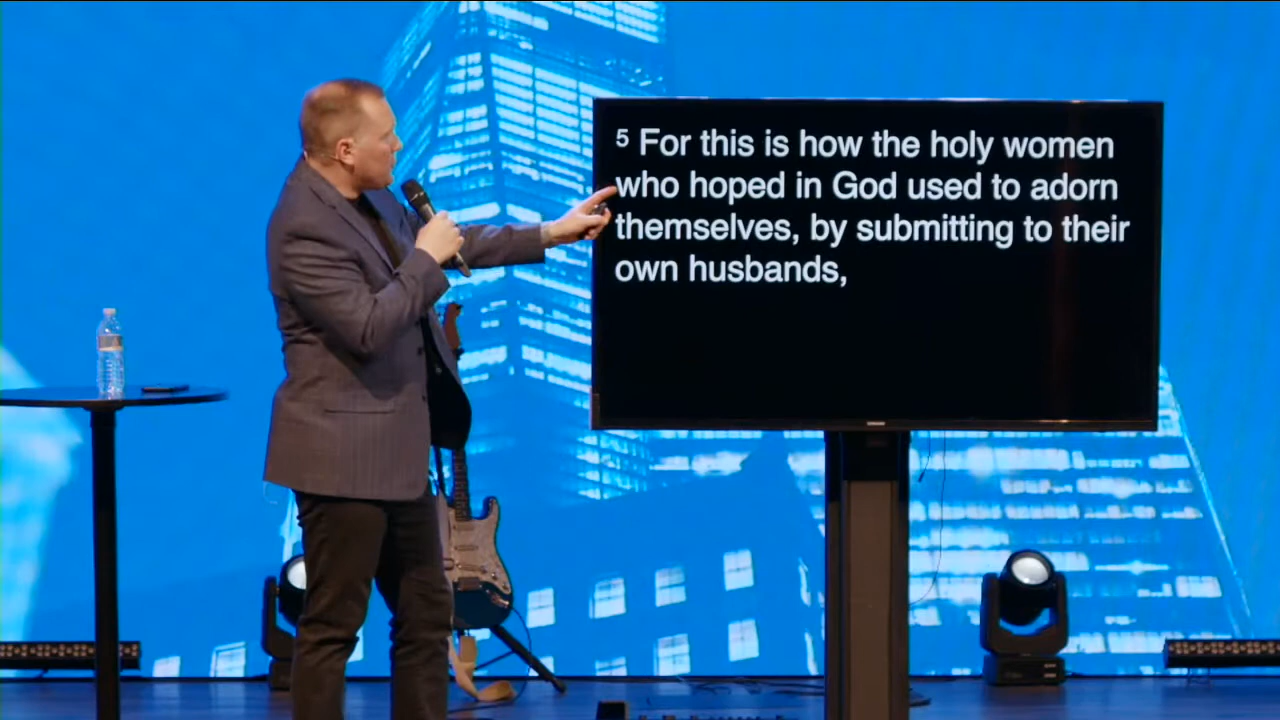 5 For this is how the holy women
who hoped in God used to adorn
themselves, by submitting to their
own husbands,
SAMSUNG